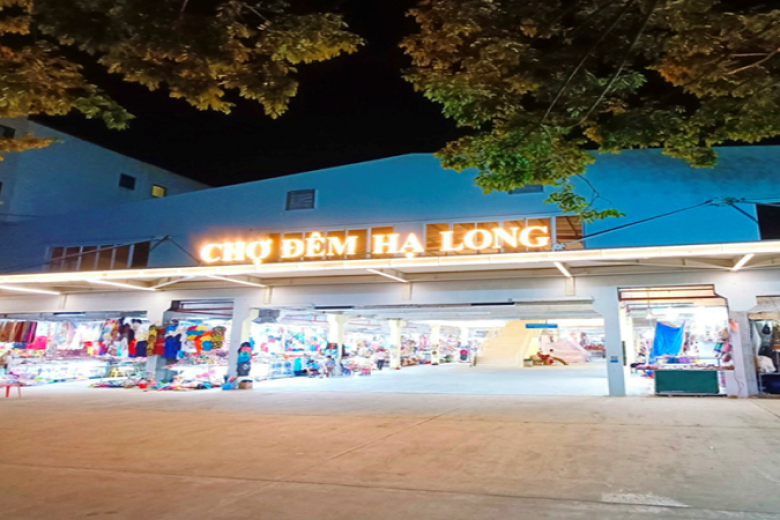 CHỢ ĐÊM HẠ LONG